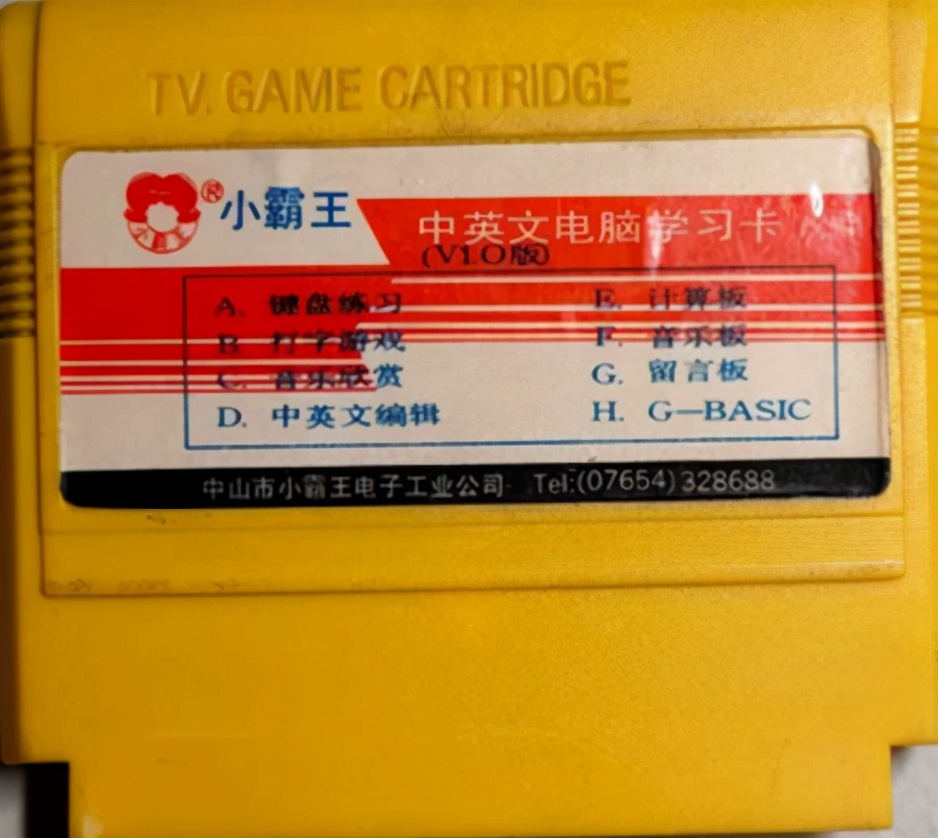 TV. GAME CARTRIDGE
小霸王®
小霸王
中英文电脑学习卡
(V1.0版)
A. 键盘练习
B 打字游戏
C. 音乐欣赏
D. 中英文编辑
E. 计算板
F. 音乐板
G. 留言板
H. G—BASIC
中山市小霸王电子工业公司 Tel:(07654)328688